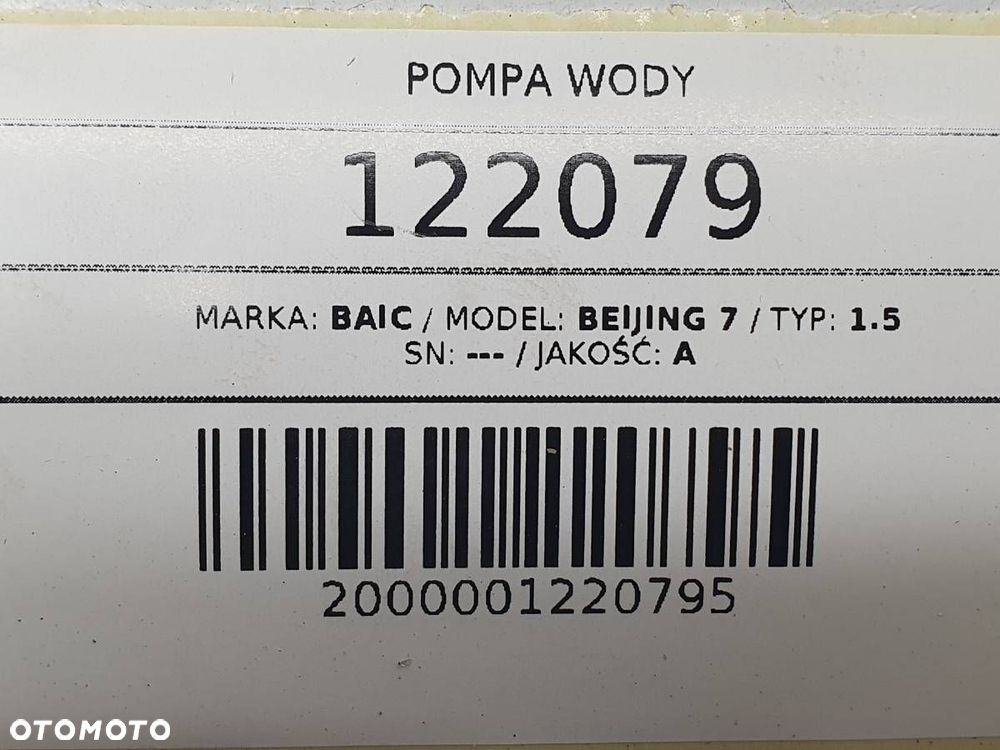 POMPA WODY
122079
MARKA: BAIC / MODEL: BEIJING 7 / TYP: 1.5
SN: --- / JAKOŚĆ: A
2000001220795
OTOMOTO